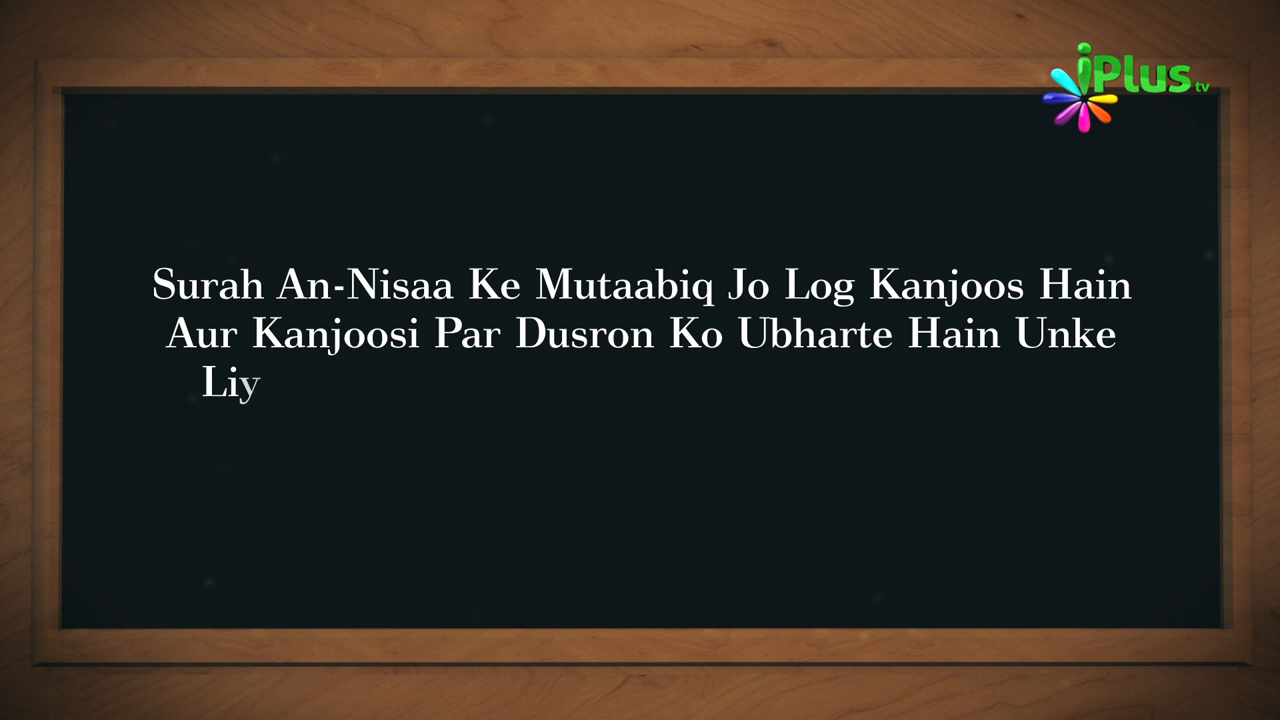 iPlus tv
Surah An-Nisaa Ke Mutaabiq Jo Log Kanjoos Hain
Aur Kanjoosi Par Dusron Ko Ubharte Hain Unke
Liy